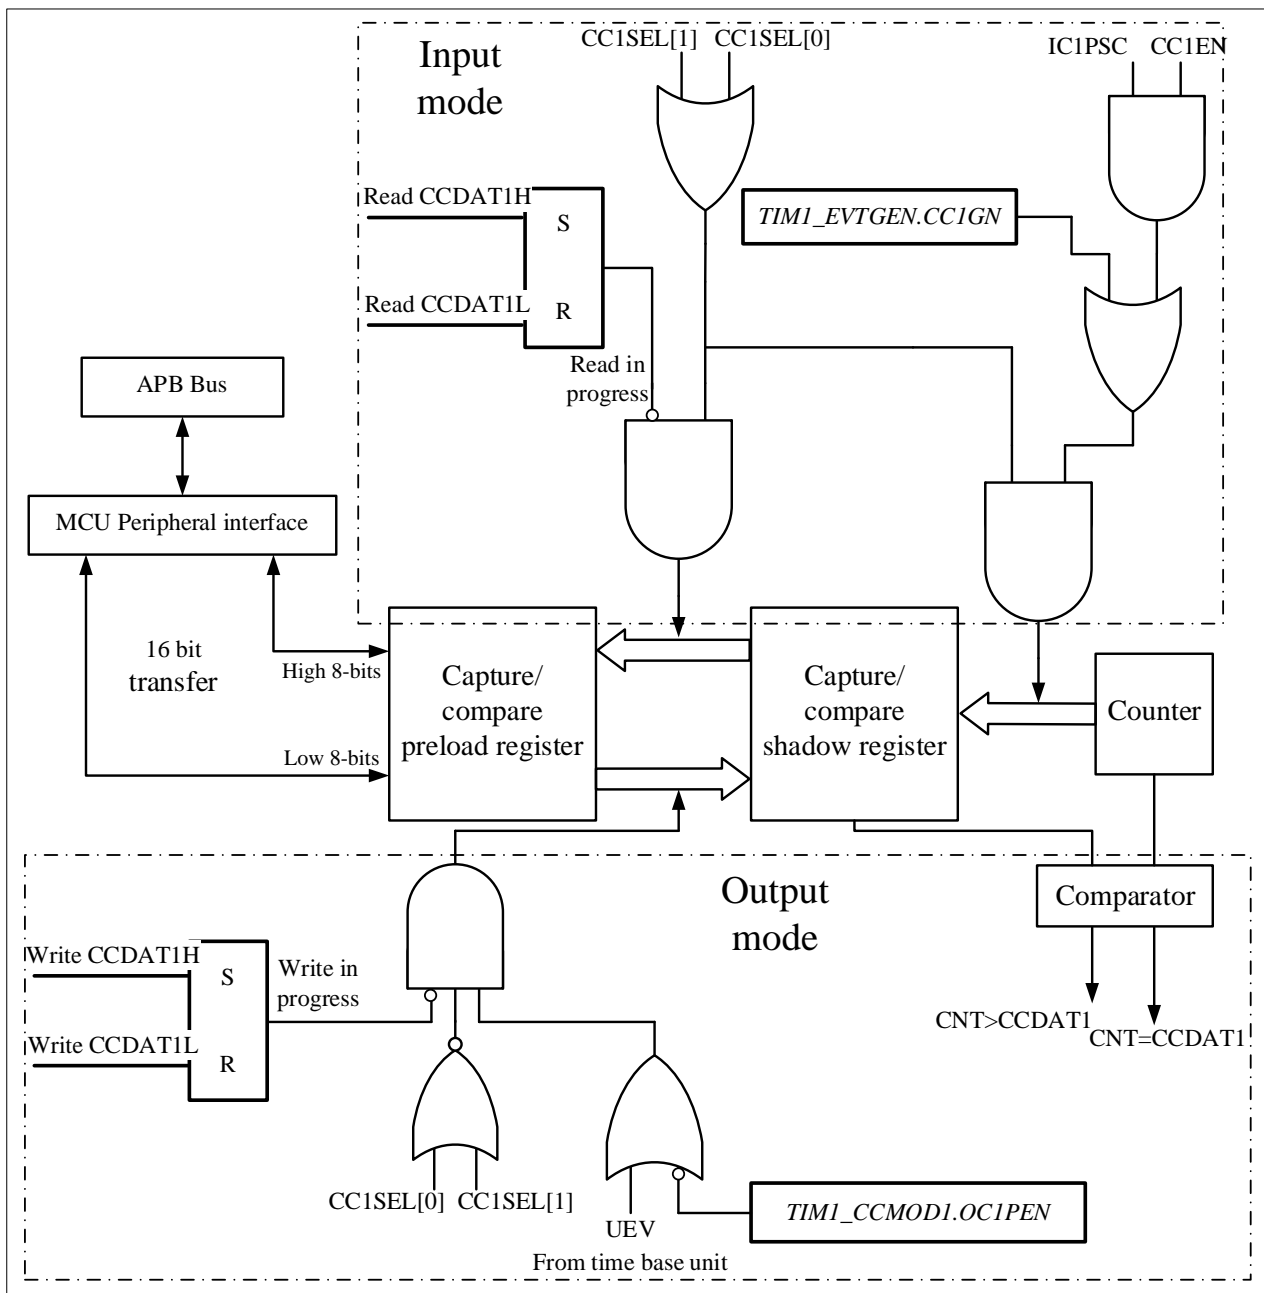 CC1SEL[1] CC1SEL[0]
IC1PSC CC1EN
Input
mode
Read CCDAT1H
S
TIM1_EVTGEN.CC1GN
Read CCDAT1L
R
Read in
progress
APB Bus
MCU Peripheral interface
16 bit
transfer
High 8-bits
Low 8-bits
Capture/
compare
preload register
Capture/
compare
shadow register
Counter
Output
mode
Comparator
Write CCDAT1H
S
Write in
progress
Write CCDAT1L
R
CNT>CCDAT1
CNT=CCDAT1
CC1SEL[0] CC1SEL[1]
UEV
TIM1_CCMOD1.OC1PEN
From time base unit